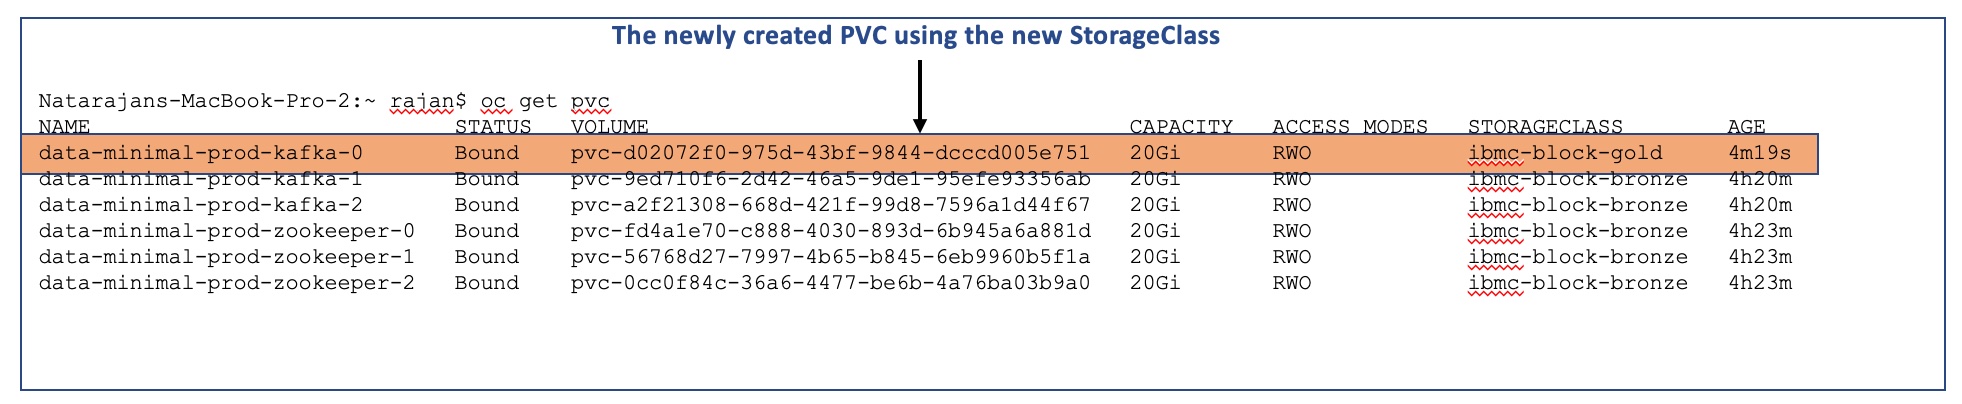 The newly created PVC using the new StorageClass
Natarajans-MacBook-Pro-2:~ rajan$ oc get pvc
NAME STATUS VOLUME CAPACITY ACCESS MODES STORAGECLASS AGE
data-minimal-prod-kafka-0 Bound pvc-d02072f0-975d-43bf-9844-dcccd005e751 20Gi RWO ibmc-block-gold 4m19s
data-minimal-prod-kafka-1 Bound pvc-9ed710f6-2d42-46a5-9de1-95efe93356ab 20Gi RWO ibmc-block-bronze 4h20m
data-minimal-prod-kafka-2 Bound pvc-a2f21308-668d-421f-99d8-7596a1d44f67 20Gi RWO ibmc-block-bronze 4h20m
data-minimal-prod-zookeeper-0 Bound pvc-fd4a1e70-c888-4030-893d-6b945a6a881d 20Gi RWO ibmc-block-bronze 4h23m
data-minimal-prod-zookeeper-1 Bound pvc-56768d27-7997-4b65-b845-6eb9960b5f1a 20Gi RWO ibmc-block-bronze 4h23m
data-minimal-prod-zookeeper-2 Bound pvc-0cc0f84c-36a6-4477-be6b-4a76ba03b9a0 20Gi RWO ibmc-block-bronze 4h23m